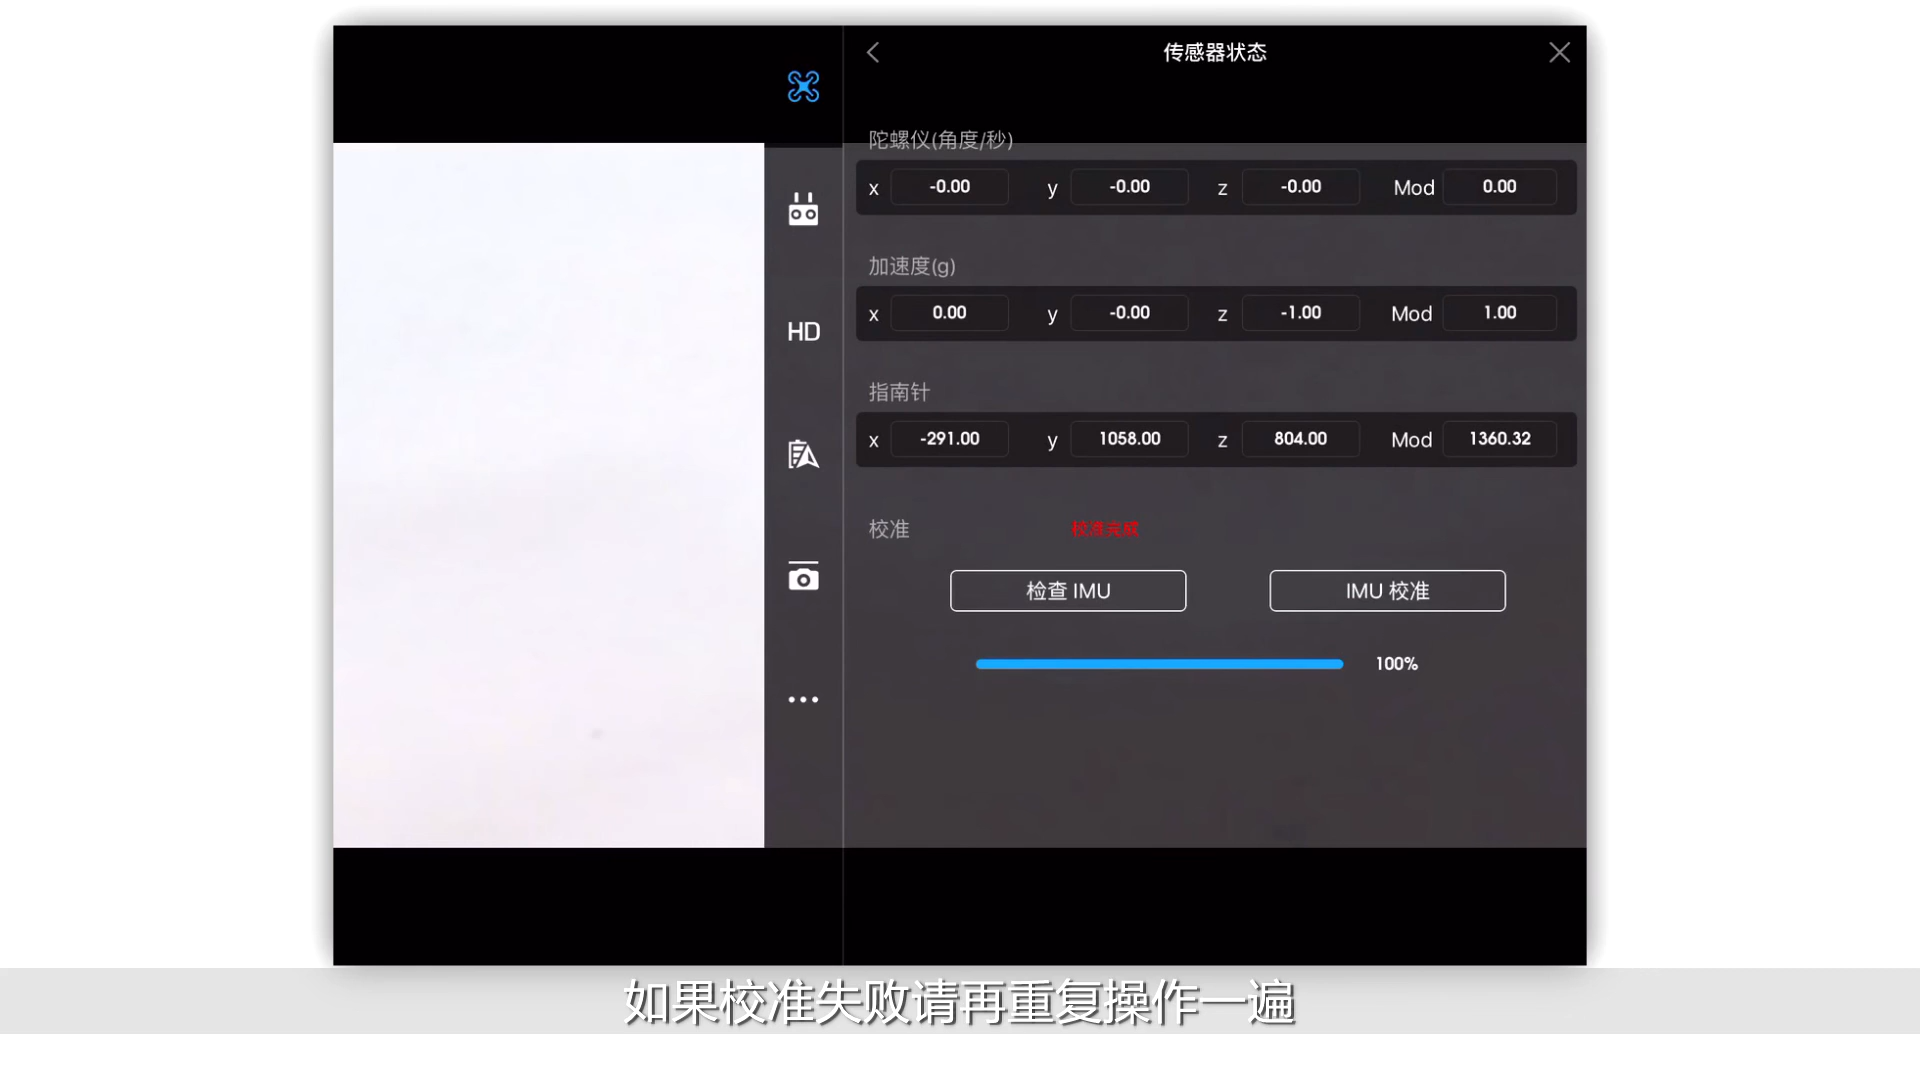 传感器状态
陀螺仪(角度/秒)
x -0.00 y -0.00 z -0.00 Mod 0.00
加速度(g)
x 0.00 y -0.00 z -1.00 Mod 1.00
HD
指南针
x -291.00 y 1058.00 z 804.00 Mod 1360.32
校准 校准完成
检查 IMU IMU 校准
100%
如果校准失败请再重复操作一遍